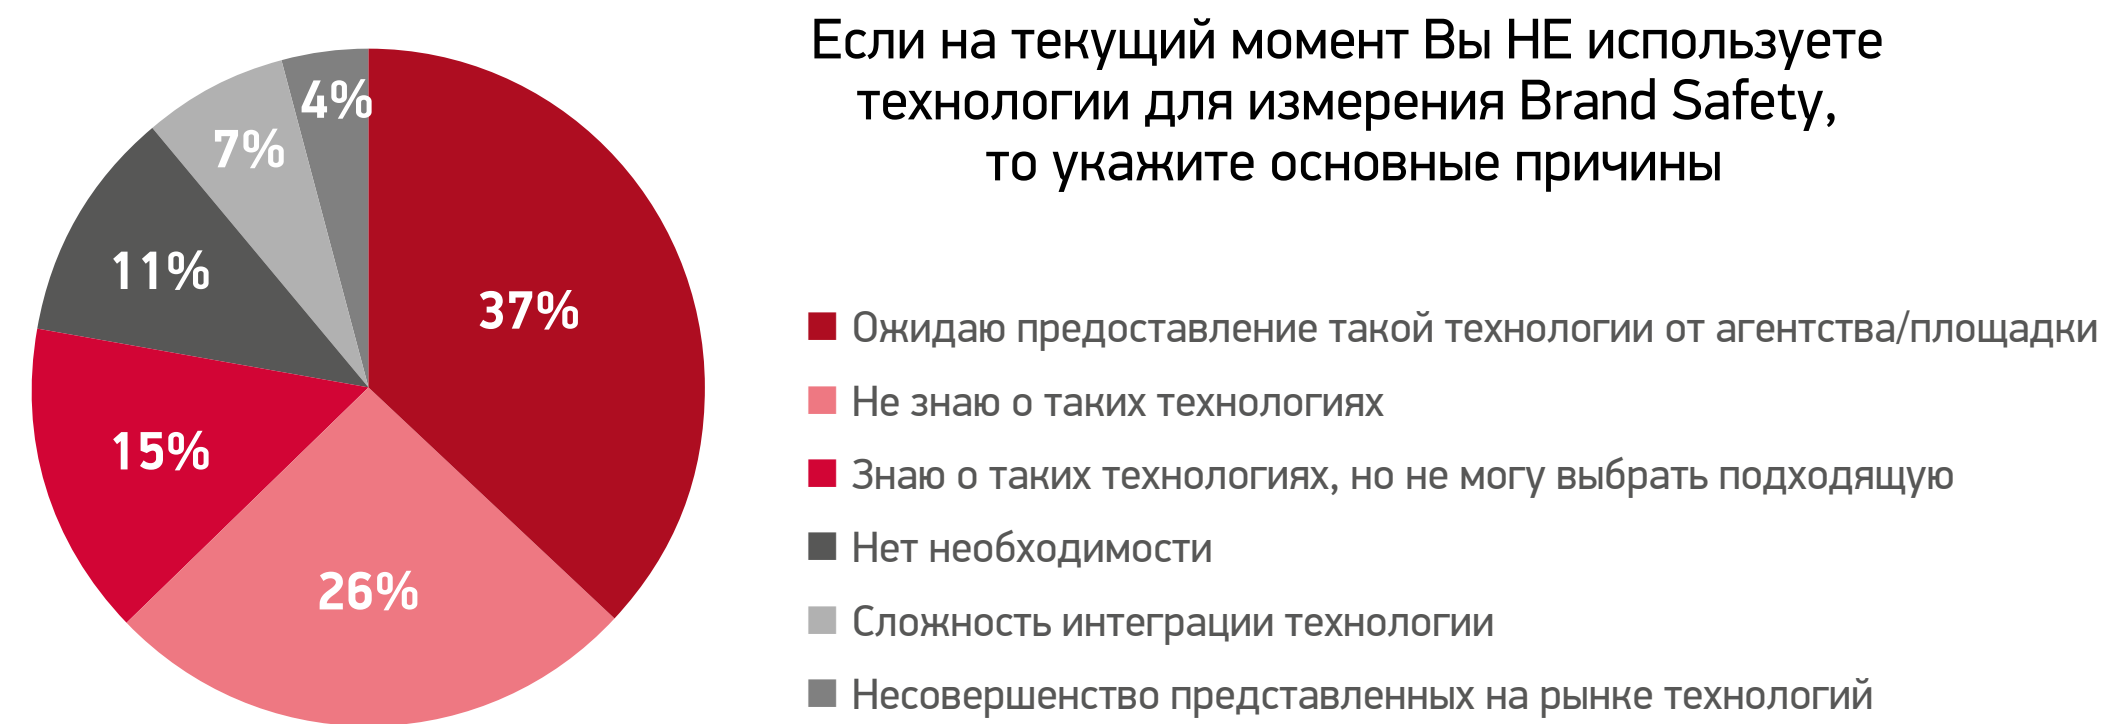 Если на текущий момент Вы НЕ используете
технологии для измерения Brand Safety,
то укажите основные причины
4%
7%
11%
37%
15%
26%
Ожидаю предоставление такой технологии от агентства/площадки
Не знаю о таких технологиях
Знаю о таких технологиях, но не могу выбрать подходящую
Нет необходимости
Сложность интеграции технологии
Несовершенство представленных на рынке технологий